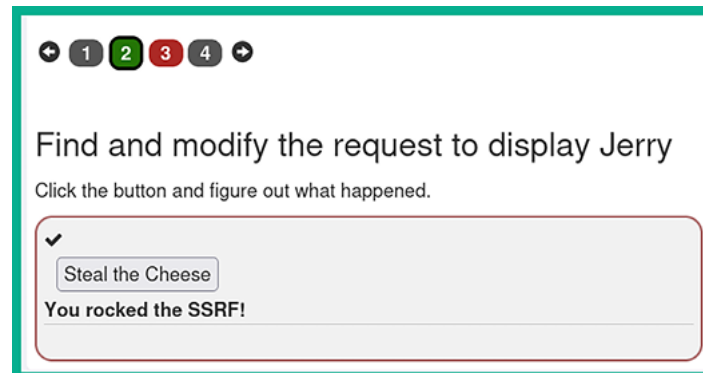 1 2 3 4
Find and modify the request to display Jerry
Click the button and figure out what happened.
Steal the Cheese
You rocked the SSRF!